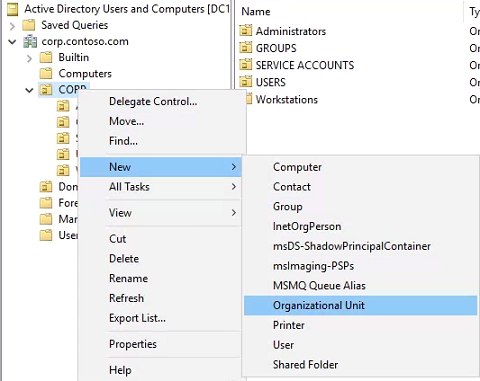 Active Directory Users and Computers [DC1
Saved Queries
corp.contoso.com
Builtin
Computers
CORP
Name
Ty
Administrators
Or
GROUPS
Or
SERVICE ACCOUNTS
Or
USERS
Or
Workstations
Or
Dom
Fore
Man
User
Delegate Control...
Move...
Find...
New
All Tasks
View
Cut
Delete
Rename
Refresh
Export List...
Properties
Help
Computer
Contact
Group
InetOrgPerson
msDS-ShadowPrincipalContainer
msImaging-PSPs
MSMQ Queue Alias
Organizational Unit
Printer
User
Shared Folder